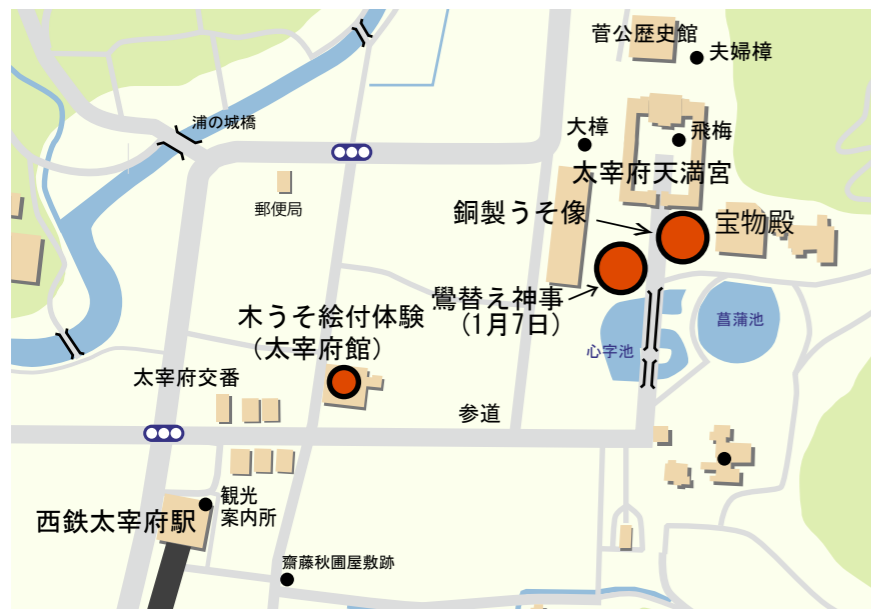 菅公歴史館
夫婦樟
浦の城橋
大樟
飛梅
太宰府天満宮
郵便局
銅製うそ像
宝物殿
鷽替え神事
(1月7日)
木うそ絵付体験
(太宰府館)
菖蒲池
心字池
太宰府交番
参道
観光
案内所
西鉄太宰府駅
齋藤秋圃屋敷跡